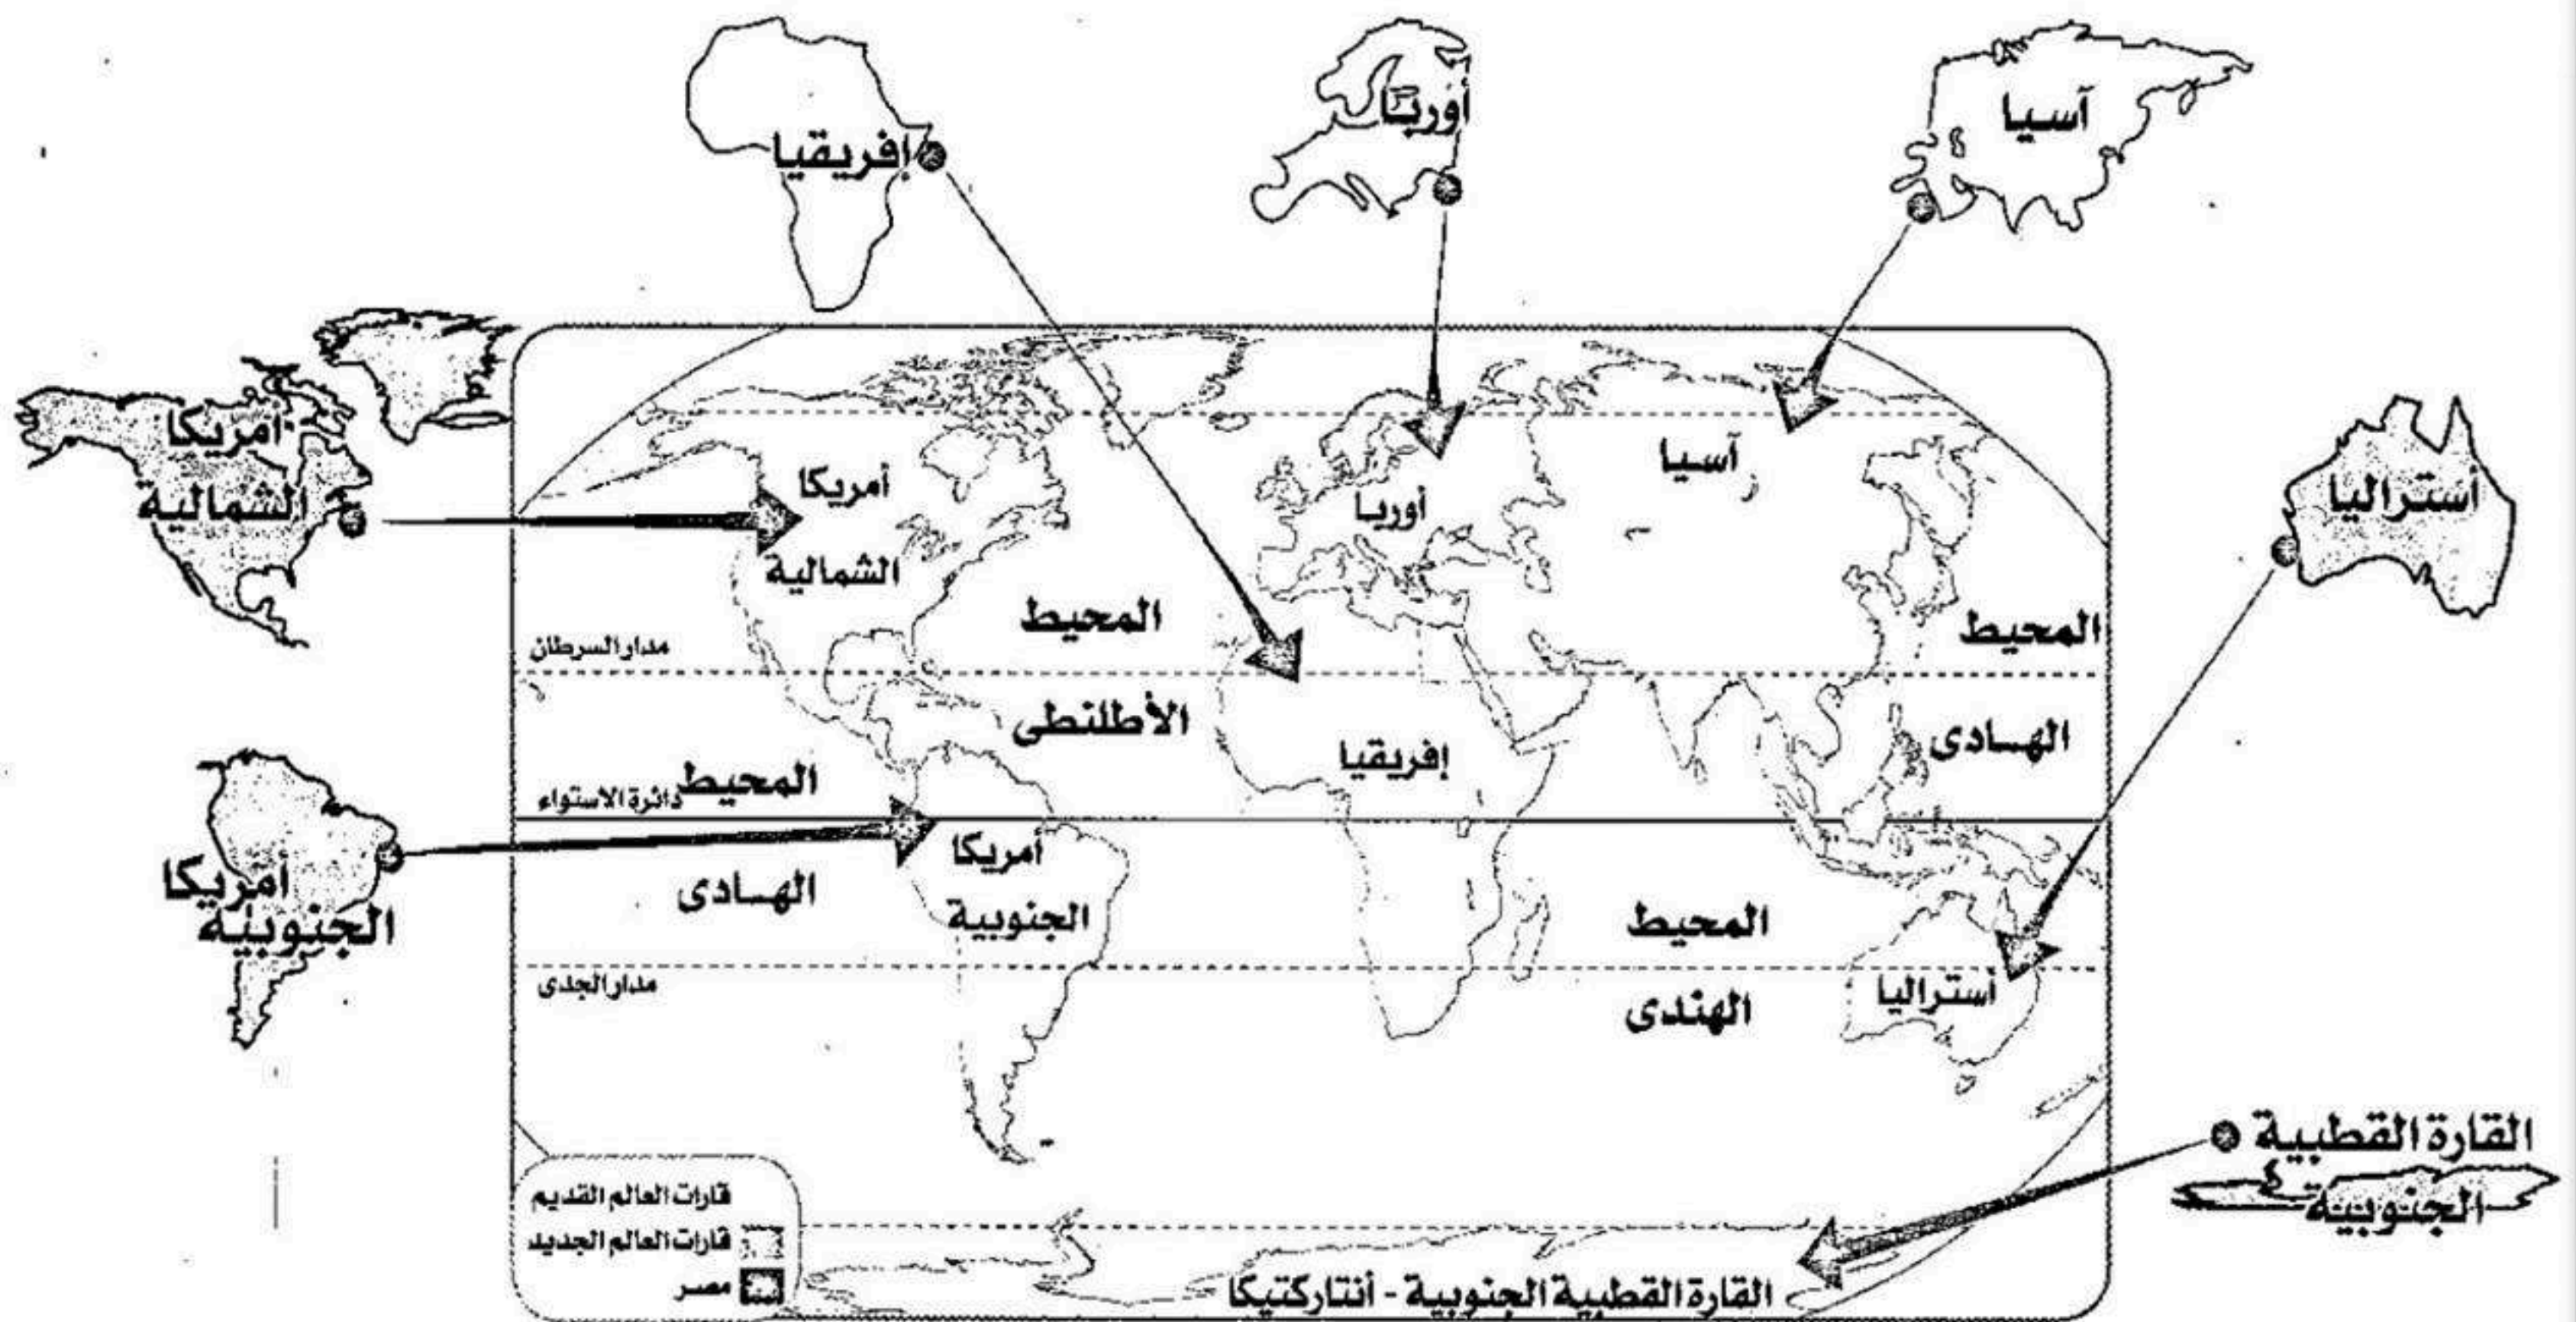 آسيا
أوربا
إفريقيا
أمريكا
الشمالية
أستراليا
أمريكا
الجنوبية
القارة القطبية
الجنوبية
آسيا
أوربا
أمريكا
الشمالية
المحيط
الأطلنطى
المحيط
الهادى
إفريقيا
مدار السرطان
المحيط
الهادى
دائرة الاستواء
أمريكا
الجنوبية
المحيط
الهندى
أستراليا
مدار الجدى
القارة القطبية الجنوبية - أنتاركتيكا
قارات العالم القديم
قارات العالم الجديد
مصر